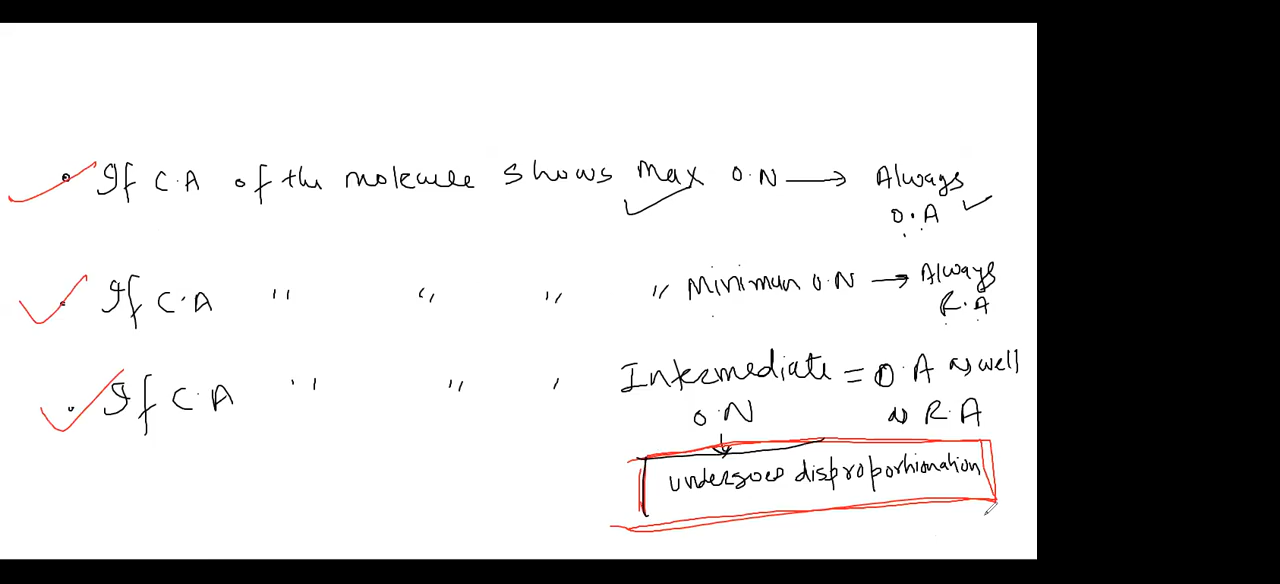 • If C.A of the molecule shows Max O.N → Always
O.A
If C.A " " " " Minimum O.N → Always
R.A
• If C.A " " " Intermediate = O.A as well
O.N as R.A
undergoes disproportionation